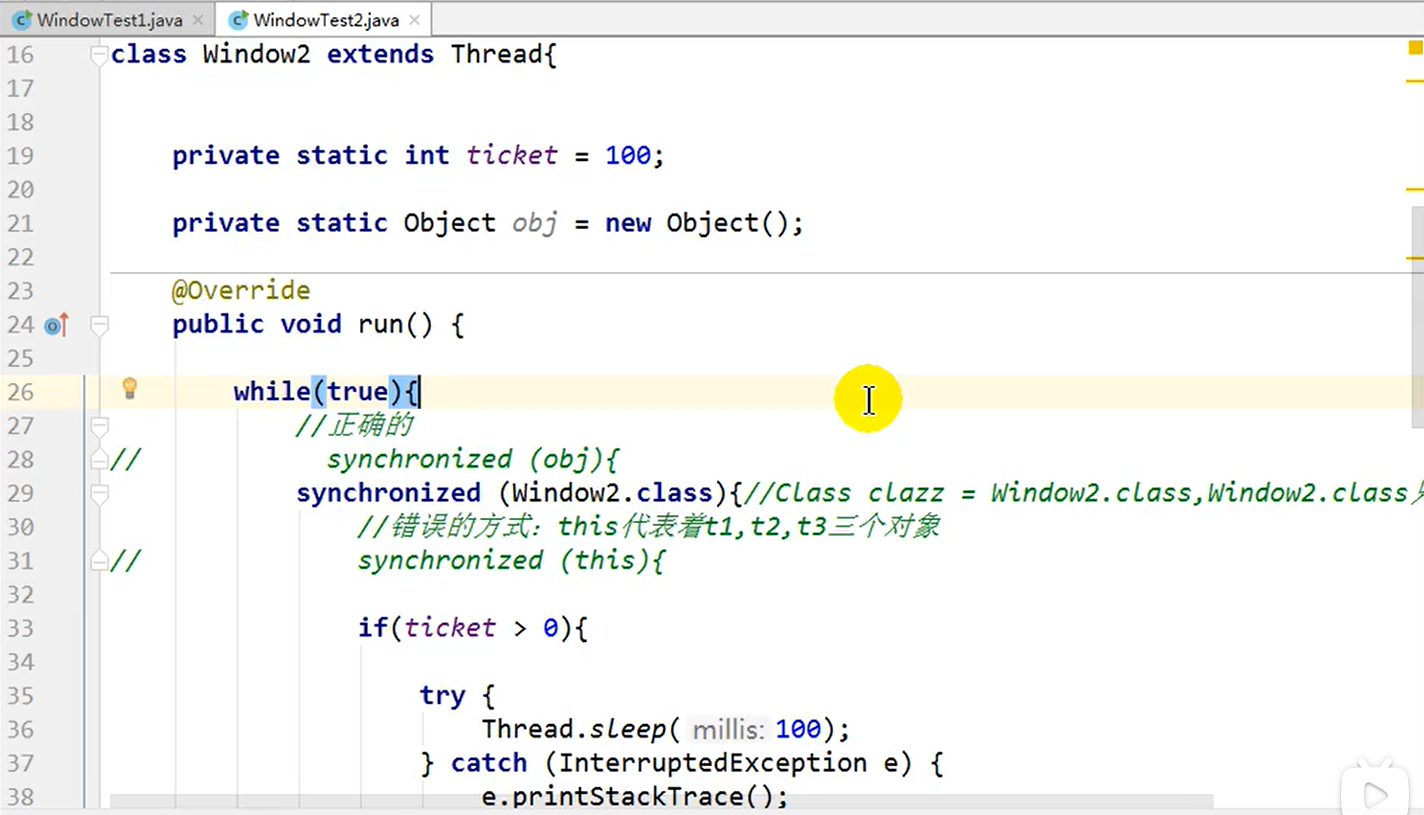 WindowTest1.java WindowTest2.java
16 class Window2 extends Thread{
17
18
19 private static int ticket = 100;
20
21 private static Object obj = new Object();
22
23 @Override
24 public void run() {
25
26 while(true){
27 //正确的
28 // synchronized (obj){
29 synchronized (Window2.class){//Class clazz = Window2.class,Window2.class
30 //错误的方式：this代表着t1,t2,t3三个对象
31 // synchronized (this){
32
33 if(ticket > 0){
34
35 try {
36 Thread.sleep( millis: 100);
37 } catch (InterruptedException e) {
38 e.printStackTrace();